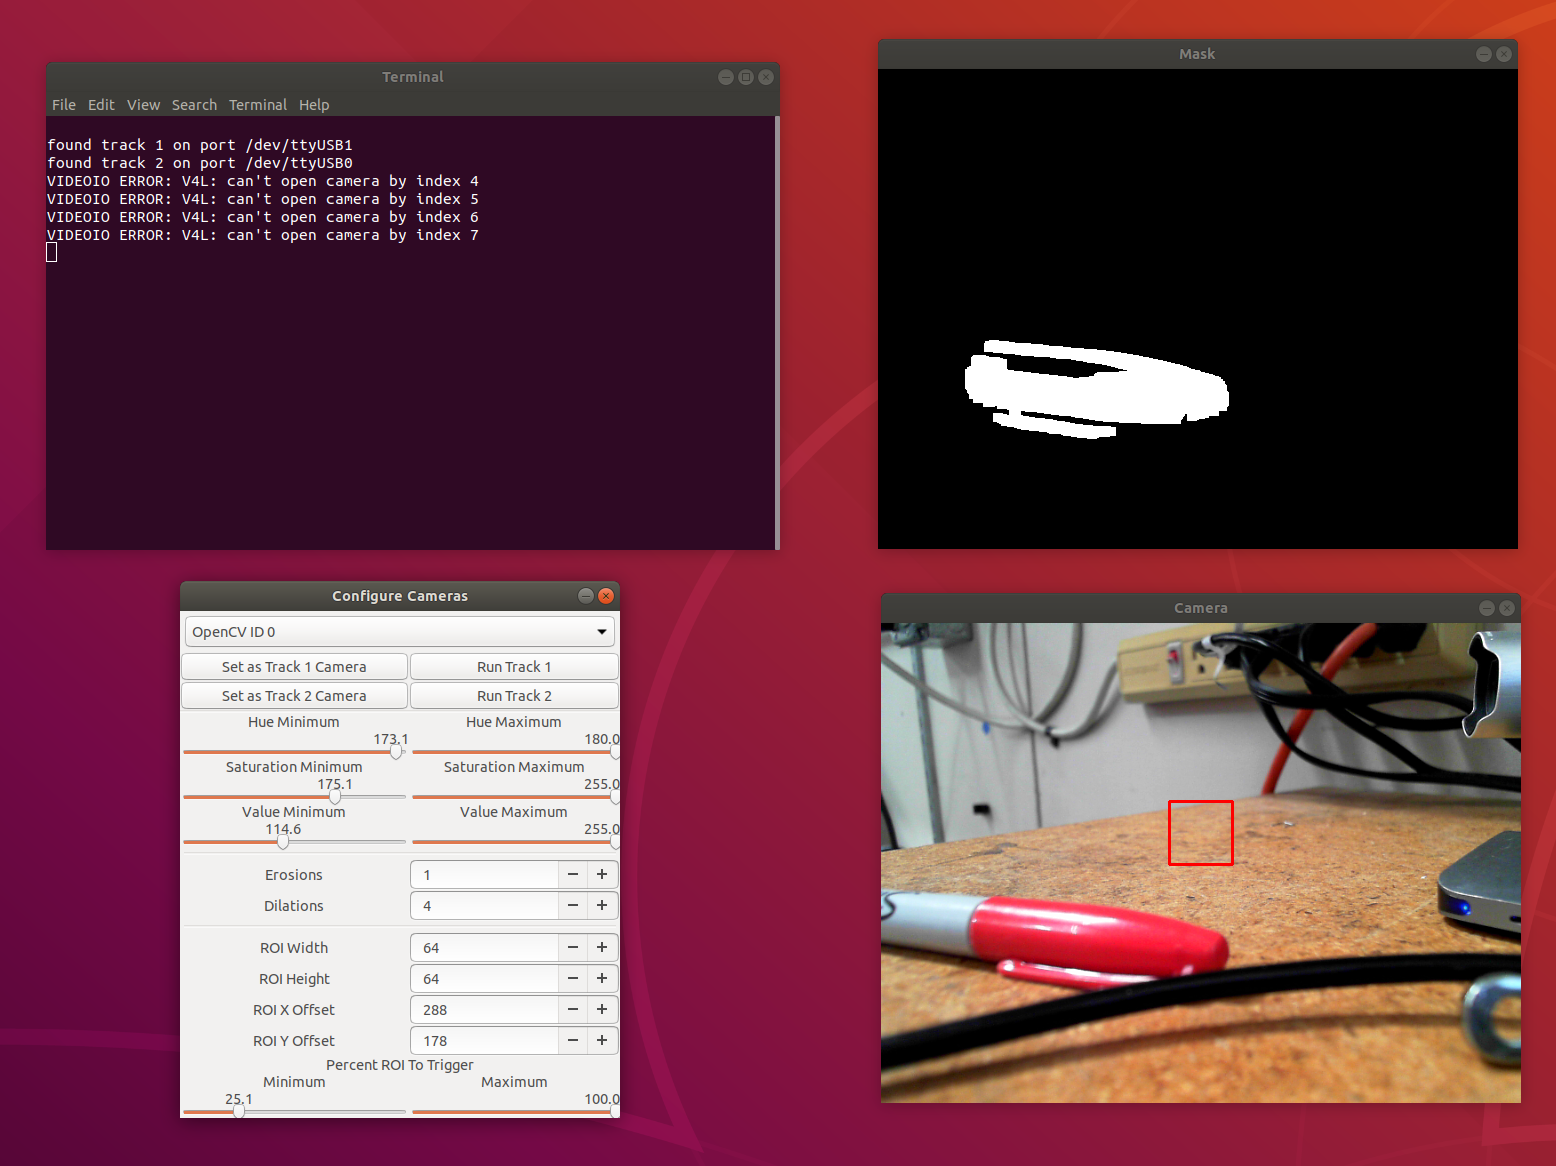 Terminal
File Edit View Search Terminal Help
found track 1 on port /dev/ttyUSB1
found track 2 on port /dev/ttyUSB0
VIDEOIO ERROR: V4L: can't open camera by index 4
VIDEOIO ERROR: V4L: can't open camera by index 5
VIDEOIO ERROR: V4L: can't open camera by index 6
VIDEOIO ERROR: V4L: can't open camera by index 7
Mask
Configure Cameras
OpenCV ID 0
Set as Track 1 Camera Run Track 1
Set as Track 2 Camera Run Track 2
Hue Minimum Hue Maximum
173.1 180.0
Saturation Minimum Saturation Maximum
175.1 255.0
Value Minimum Value Maximum
114.6 255.0
Erosions 1
Dilations 4
ROI Width 64
ROI Height 64
ROI X Offset 288
ROI Y Offset 178
Percent ROI To Trigger
Minimum Maximum
25.1 100.0
Camera